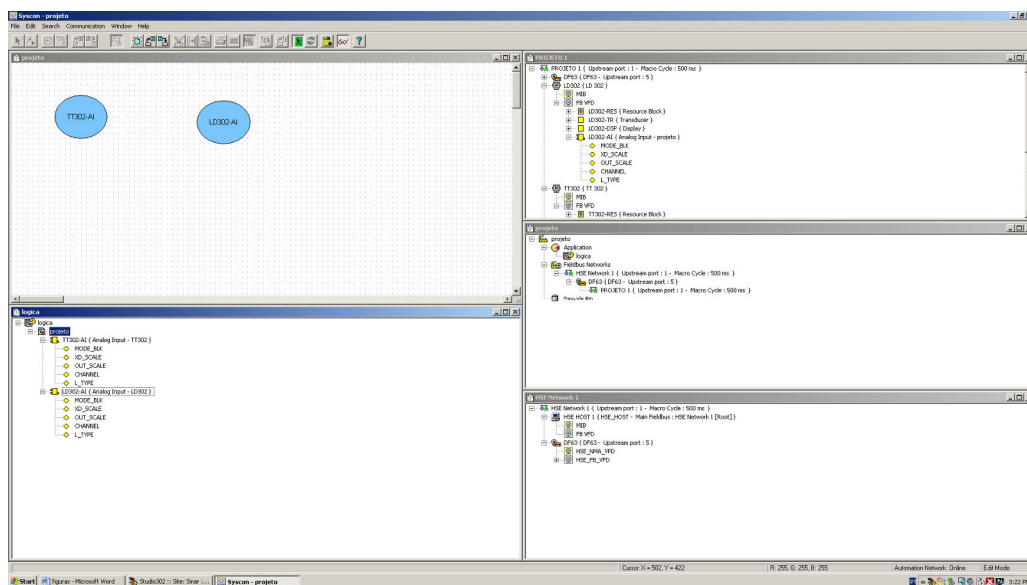 Syscon - projeto
File Edit Search Communication Window Help
projeto
TT302-AI
LD302-AI
PROJETO 1
PROJETO 1 { Upstream port : 1 - Macro Cycle : 500 ms }
DF63 { DF63 - Upstream port : 5 }
LD302 { LD 302 }
MIB
FB VFD
LD302-RES { Resource Block }
LD302-TR { Transducer }
LD302-DSP { Display }
LD302-AI { Analog Input - projeto }
MODE_BLK
XD_SCALE
OUT_SCALE
CHANNEL
L_TYPE
TT302 { TT 302 }
MIB
FB VFD
TT302-RES { Resource Block }
projeto
projeto
Application
logica
Fieldbus Networks
HSE Network 1 { Upstream port : 1 - Macro Cycle : 500 ms }
DF63 { DF63 - Upstream port : 5 }
PROJETO 1 { Upstream port : 1 - Macro Cycle : 500 ms }
Recycle Bin
logica
logica
projeto
TT302-AI { Analog Input - TT302 }
MODE_BLK
XD_SCALE
OUT_SCALE
CHANNEL
L_TYPE
LD302-AI { Analog Input - LD302 }
MODE_BLK
XD_SCALE
OUT_SCALE
CHANNEL
L_TYPE
HSE Network 1
HSE Network 1 { Upstream port : 1 - Macro Cycle : 500 ms }
HSE HOST 1 { HSE_HOST - Main Fieldbus : HSE Network 1 [Root] }
MIB
FB VFD
DF63 { DF63 - Upstream port : 5 }
HSE_NMA_VFD
HSE_FB_VFD
Cursor: X = 502, Y = 422
R: 255, G: 255, B: 255
Automation Network: Online
Edit Mode
Start
figuras - Microsoft Word
Studio302 :: Site: Smar :...
Syscon - projeto
3:22 PM